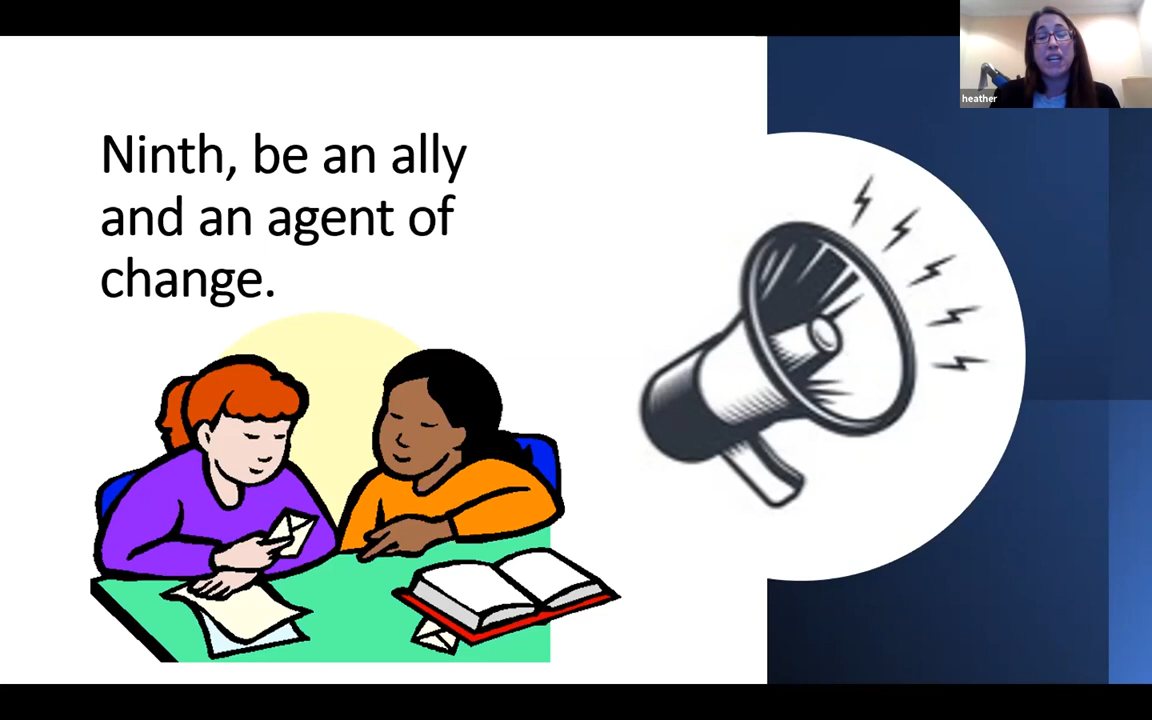 Ninth, be an ally
and an agent of
change.
heather